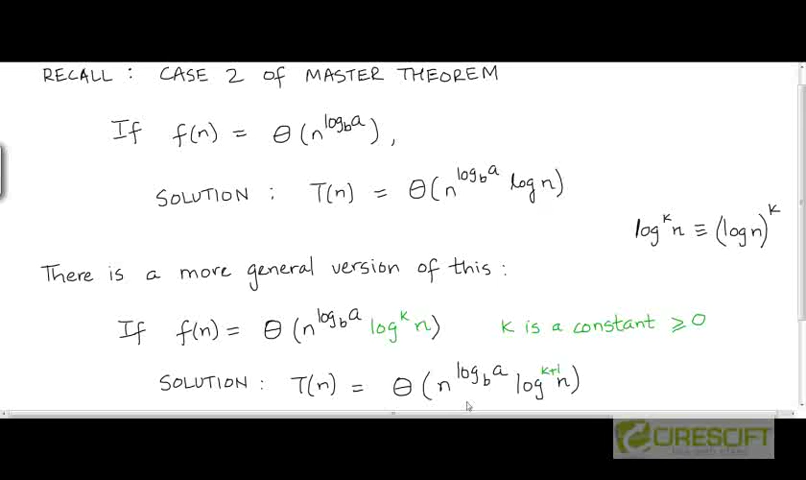 RECALL : CASE 2 of MASTER THEOREM
If f(n) = Θ(n^{log_b a}),
SOLUTION : T(n) = Θ(n^{log_b a} log n)
log^k n ≡ (log n)^k
There is a more general version of this :
If f(n) = Θ(n^{log_b a} log^k n) k is a constant ⩾ 0
SOLUTION : T(n) = Θ(n^{log_b a} log^{k+1} n)